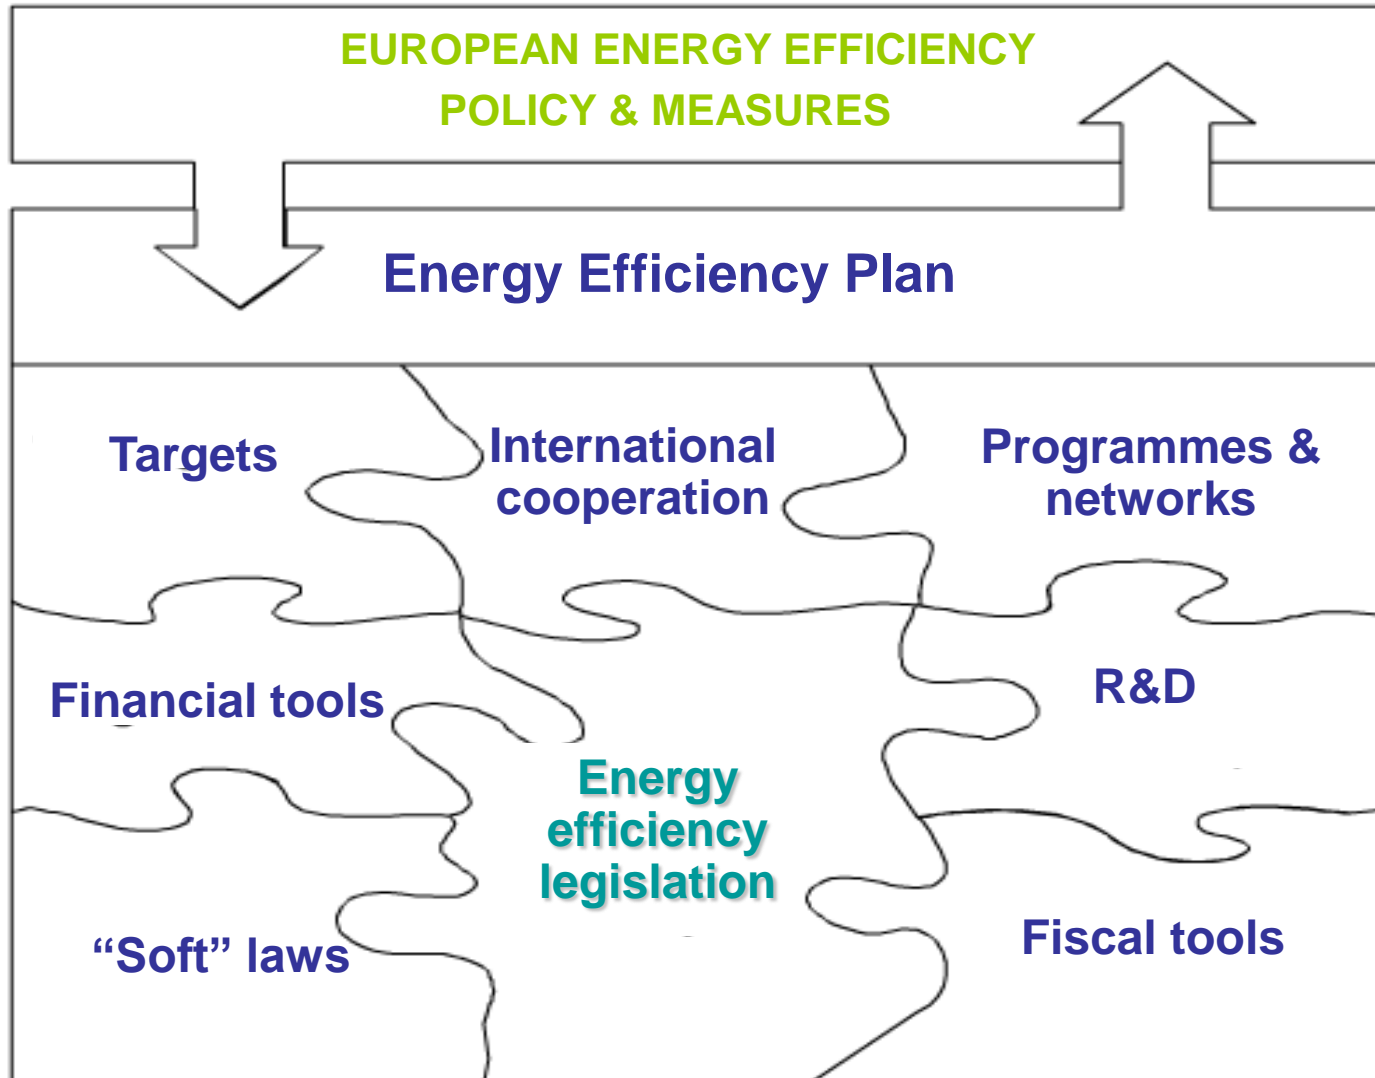 EUROPEAN ENERGY EFFICIENCY
POLICY & MEASURES
Energy Efficiency Plan
Targets
International
cooperation
Programmes &
networks
Financial tools
R&D
Energy
efficiency
legislation
“Soft” laws
Fiscal tools